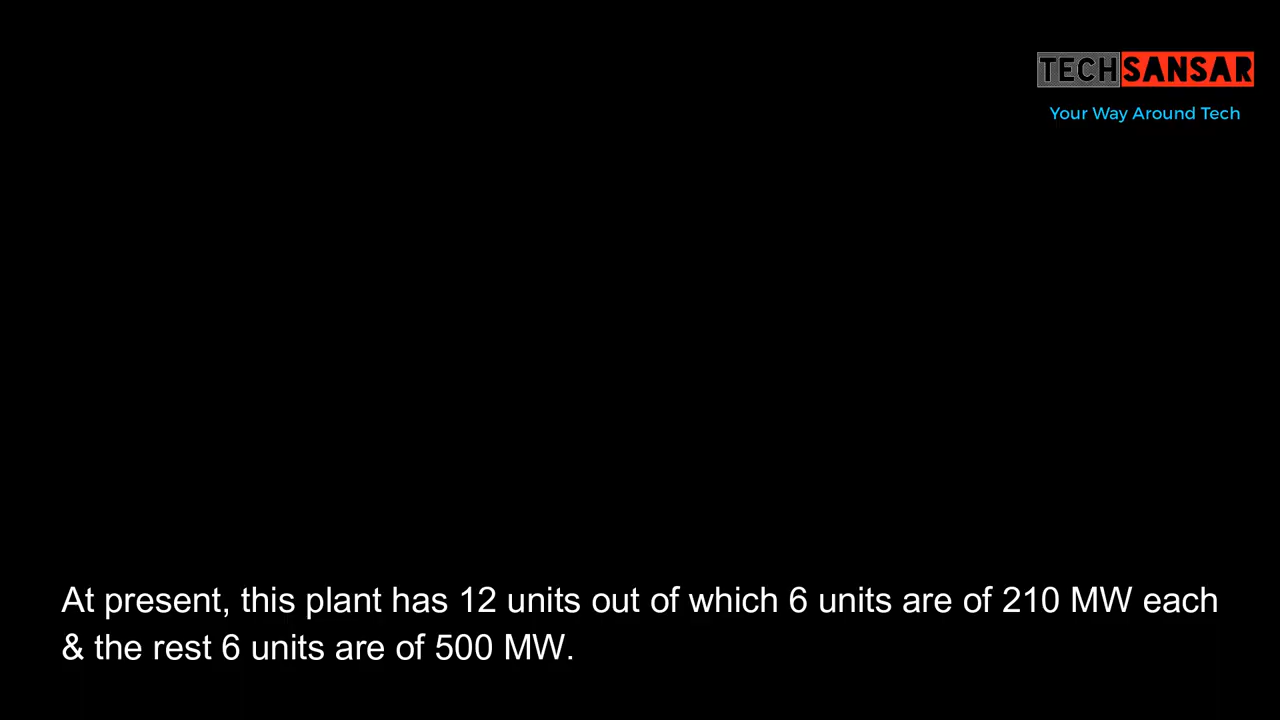 TECHSANSAR
Your Way Around Tech
At present, this plant has 12 units out of which 6 units are of 210 MW each
& the rest 6 units are of 500 MW.